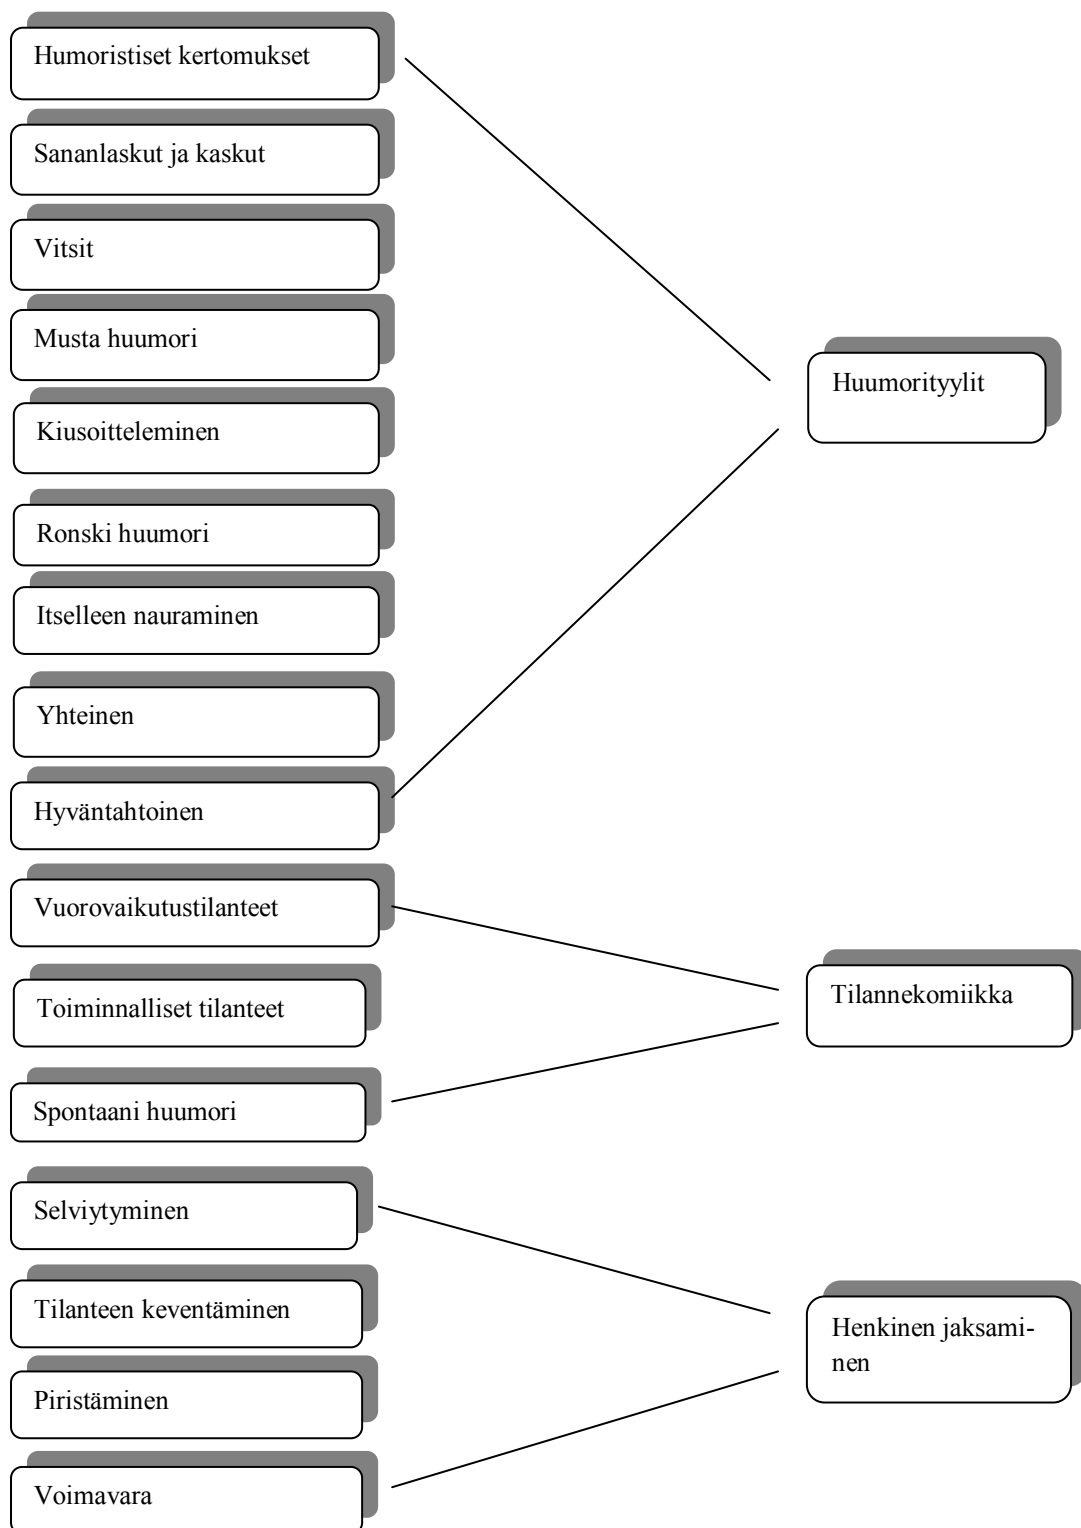 Humoristiset kertomukset
Sananlaskut ja kaskut
Vitsit
Musta huumori
Kiusoitteleminen
Ronski huumori
Itselleen nauraminen
Yhteinen
Hyväntahtoinen
Vuorovaikutustilanteet
Toiminnalliset tilanteet
Spontaani huumori
Selviytyminen
Tilanteen keventäminen
Piristäminen
Voimavara
Huumorityylit
Tilannekomiikka
Henkinen jaksami-
nen